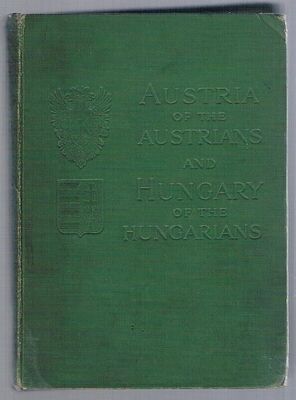 AUSTRIA
OF THE
AUSTRIANS
AND
HUNGARY
OF THE
HUNGARIANS